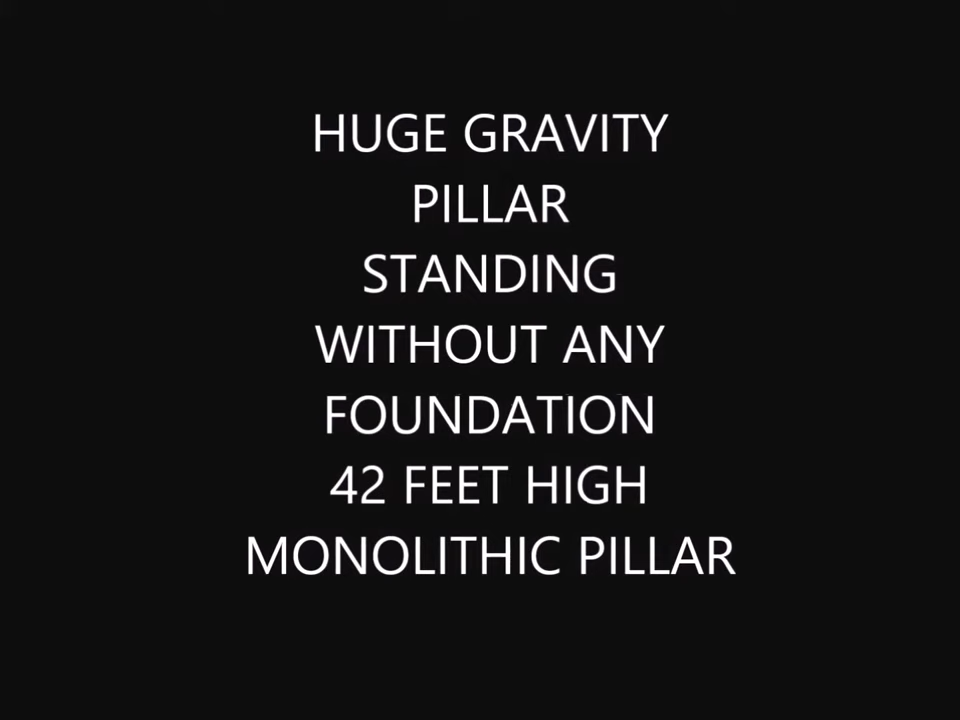 HUGE GRAVITY
PILLAR
STANDING
WITHOUT ANY
FOUNDATION
42 FEET HIGH
MONOLITHIC PILLAR